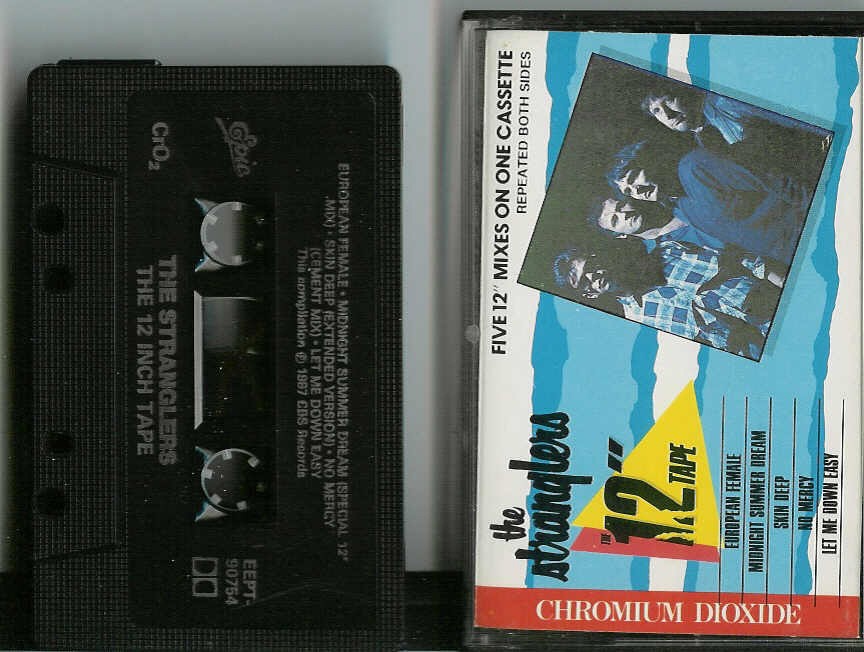 Epic
CrO2
EUROPEAN FEMALE • MIDNIGHT SUMMER DREAM (SPECIAL 12"
MIX) • SKIN DEEP (EXTENDED VERSION) • NO MERCY
(CEMENT MIX) • LET ME DOWN EASY
This compilation ℗ 1987 CBS Records
THE STRANGLERS
THE 12 INCH TAPE
EEPT-
90754
FIVE 12" MIXES ON ONE CASSETTE
REPEATED BOTH SIDES
the
stranglers
THE
12"
TAPE
EUROPEAN FEMALE
MIDNIGHT SUMMER DREAM
SKIN DEEP
NO MERCY
LET ME DOWN EASY
CHROMIUM DIOXIDE